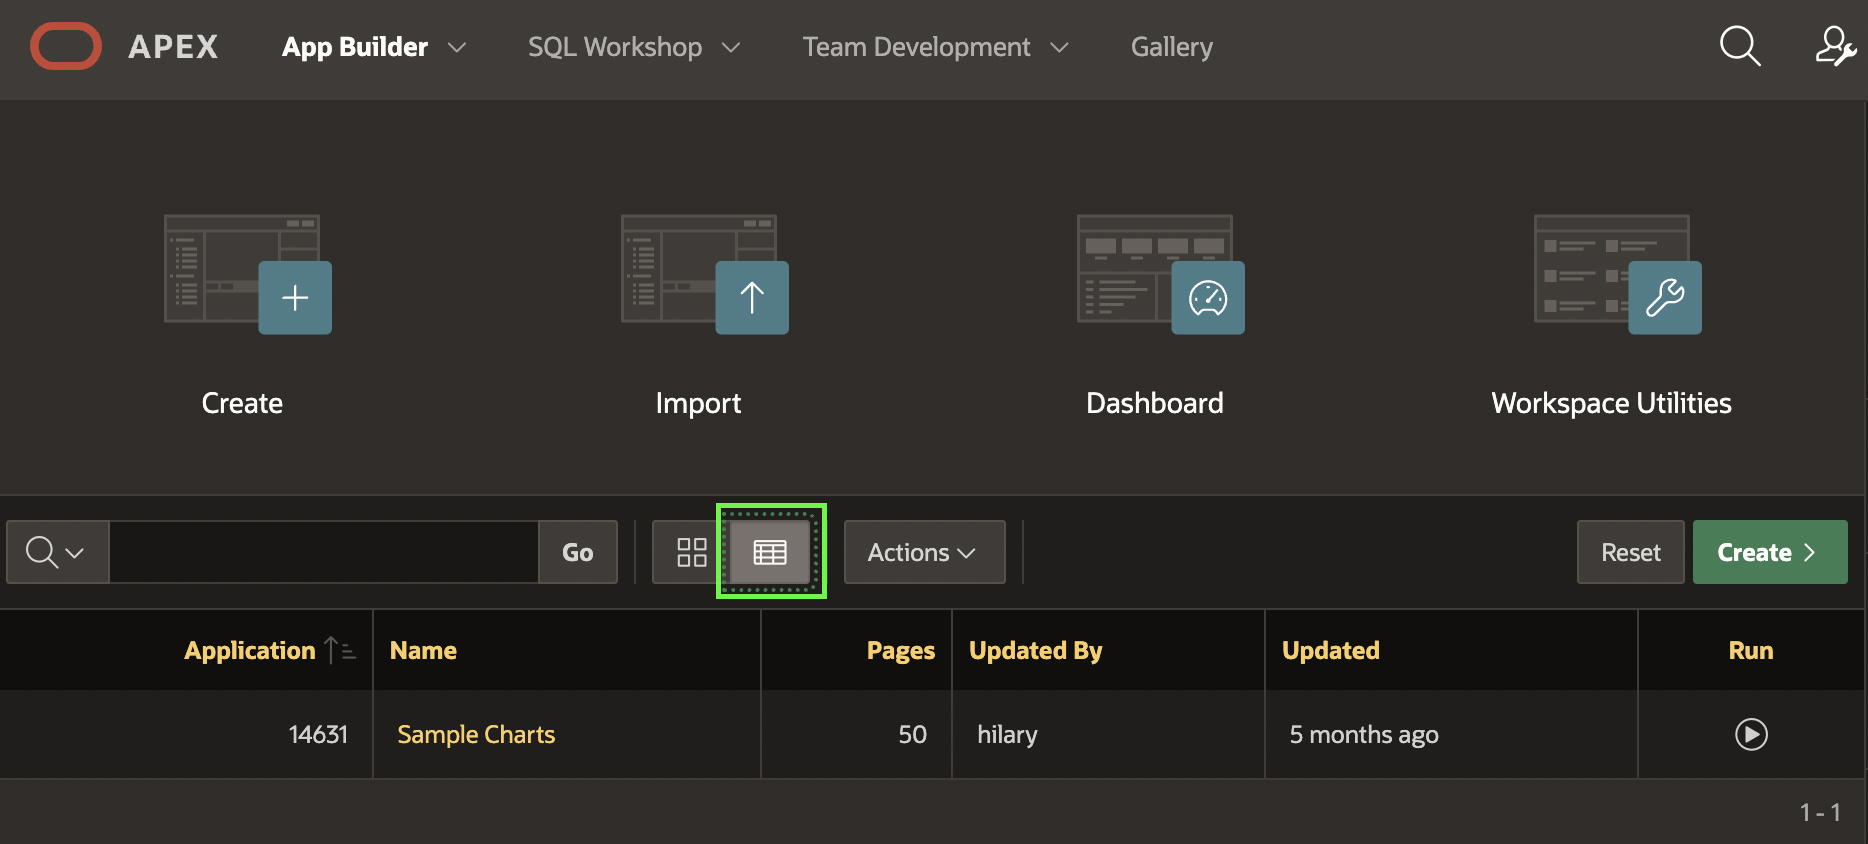 APEX App Builder SQL Workshop Team Development Gallery
Create Import Dashboard Workspace Utilities
Go Actions Reset Create
Application Name Pages Updated By Updated Run
14631 Sample Charts 50 hilary 5 months ago
1 - 1